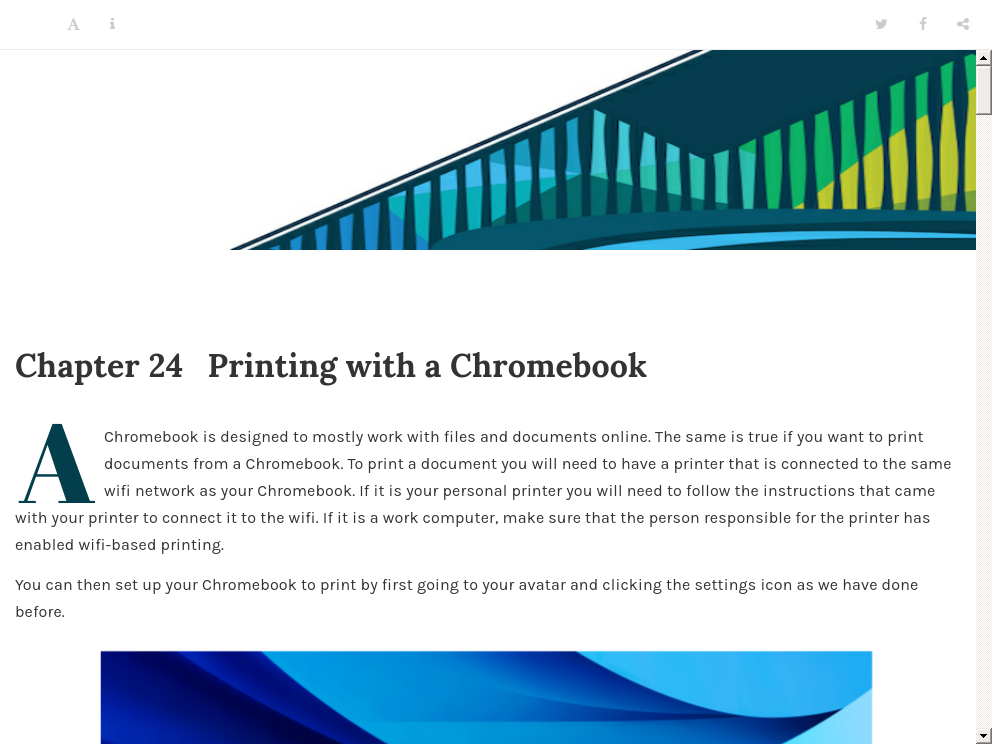 Chapter 24 Printing with a Chromebook
A Chromebook is designed to mostly work with files and documents online. The same is true if you want to print
documents from a Chromebook. To print a document you will need to have a printer that is connected to the same
wifi network as your Chromebook. If it is your personal printer you will need to follow the instructions that came
with your printer to connect it to the wifi. If it is a work computer, make sure that the person responsible for the printer has
enabled wifi-based printing.
You can then set up your Chromebook to print by first going to your avatar and clicking the settings icon as we have done
before.